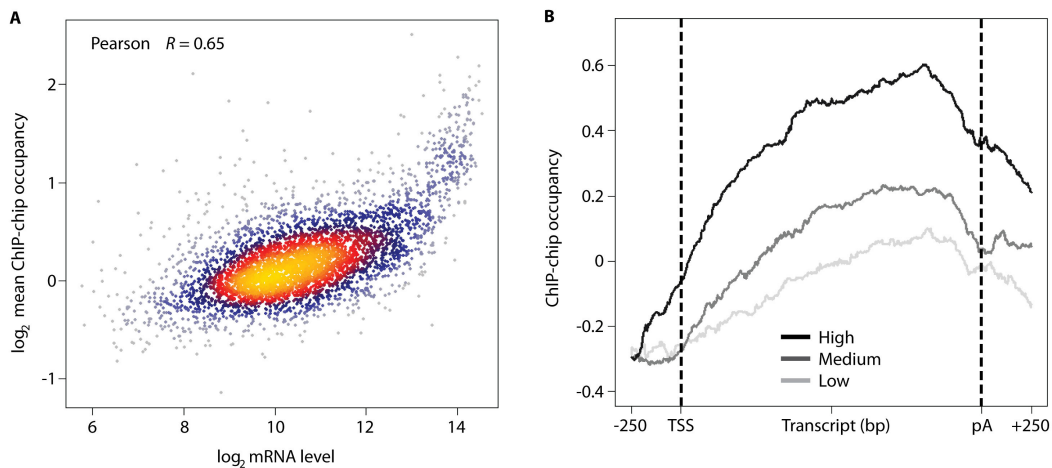 A
Pearson R = 0.65
2
1
0
-1
log2 mean ChIP-chip occupancy
6 8 10 12 14
log2 mRNA level
B
0.6
0.4
0.2
0
-0.2
-0.4
ChIP-chip occupancy
High
Medium
Low
-250 TSS Transcript (bp) pA +250